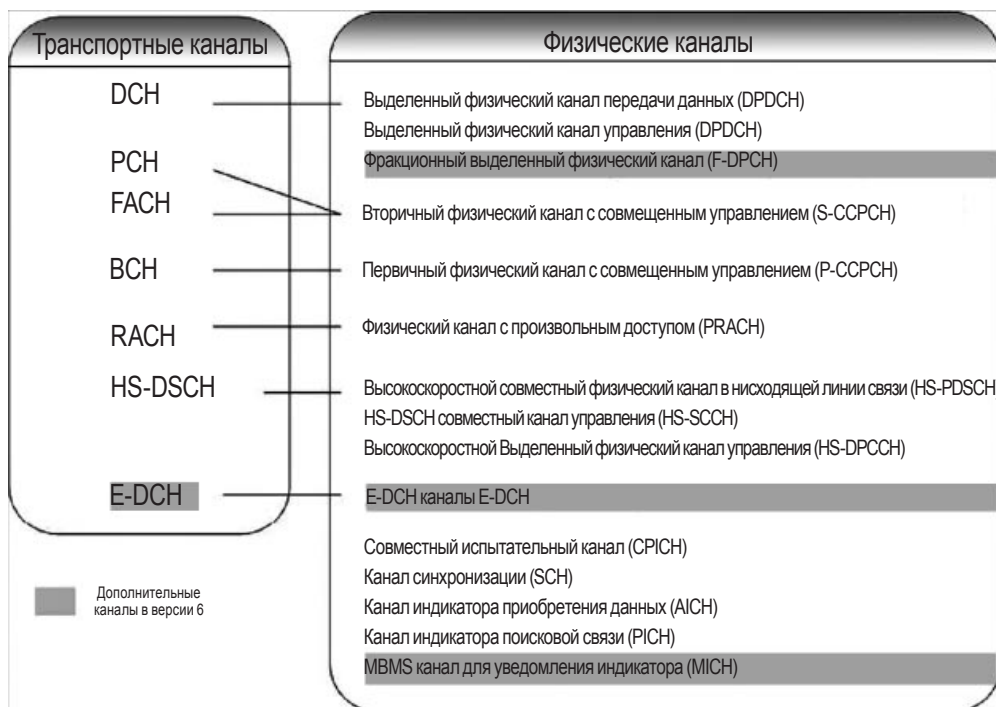 Транспортные каналы
DCH
PCH
FACH
BCH
RACH
HS-DSCH
E-DCH
Дополнительные
каналы в версии 6
Физические каналы
Выделенный физический канал передачи данных (DPDCH)
Выделенный физический канал управления (DPDCH)
Фракционный выделенный физический канал (F-DPCH)
Вторичный физический канал с совмещенным управлением (S-CCPCH)
Первичный физический канал с совмещенным управлением (P-CCPCH)
Физический канал с произвольным доступом (PRACH)
Высокоскоростной совместный физический канал в нисходящей линии связи (HS-PDSCH
HS-DSCH совместный канал управления (HS-SCCH)
Высокоскоростной Выделенный физический канал управления (HS-DPCCH)
E-DCH каналы E-DCH
Совместный испытательный канал (CPICH)
Канал синхронизации (SCH)
Канал индикатора приобретения данных (AICH)
Канал индикатора поисковой связи (PICH)
MBMS канал для уведомления индикатора (MICH)